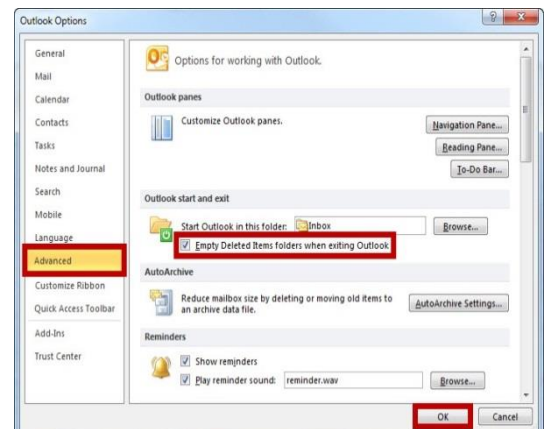 Outlook Options
General
Mail
Calendar
Contacts
Tasks
Notes and Journal
Search
Mobile
Language
Advanced
Customize Ribbon
Quick Access Toolbar
Add-Ins
Trust Center
Options for working with Outlook.
Outlook panes
Customize Outlook panes.
Navigation Pane...
Reading Pane...
To-Do Bar...
Outlook start and exit
Start Outlook in this folder: Inbox Browse...
Empty Deleted Items folders when exiting Outlook
AutoArchive
Reduce mailbox size by deleting or moving old items to
an archive data file.
AutoArchive Settings...
Reminders
Show reminders
Play reminder sound: reminder.wav Browse...
OK Cancel